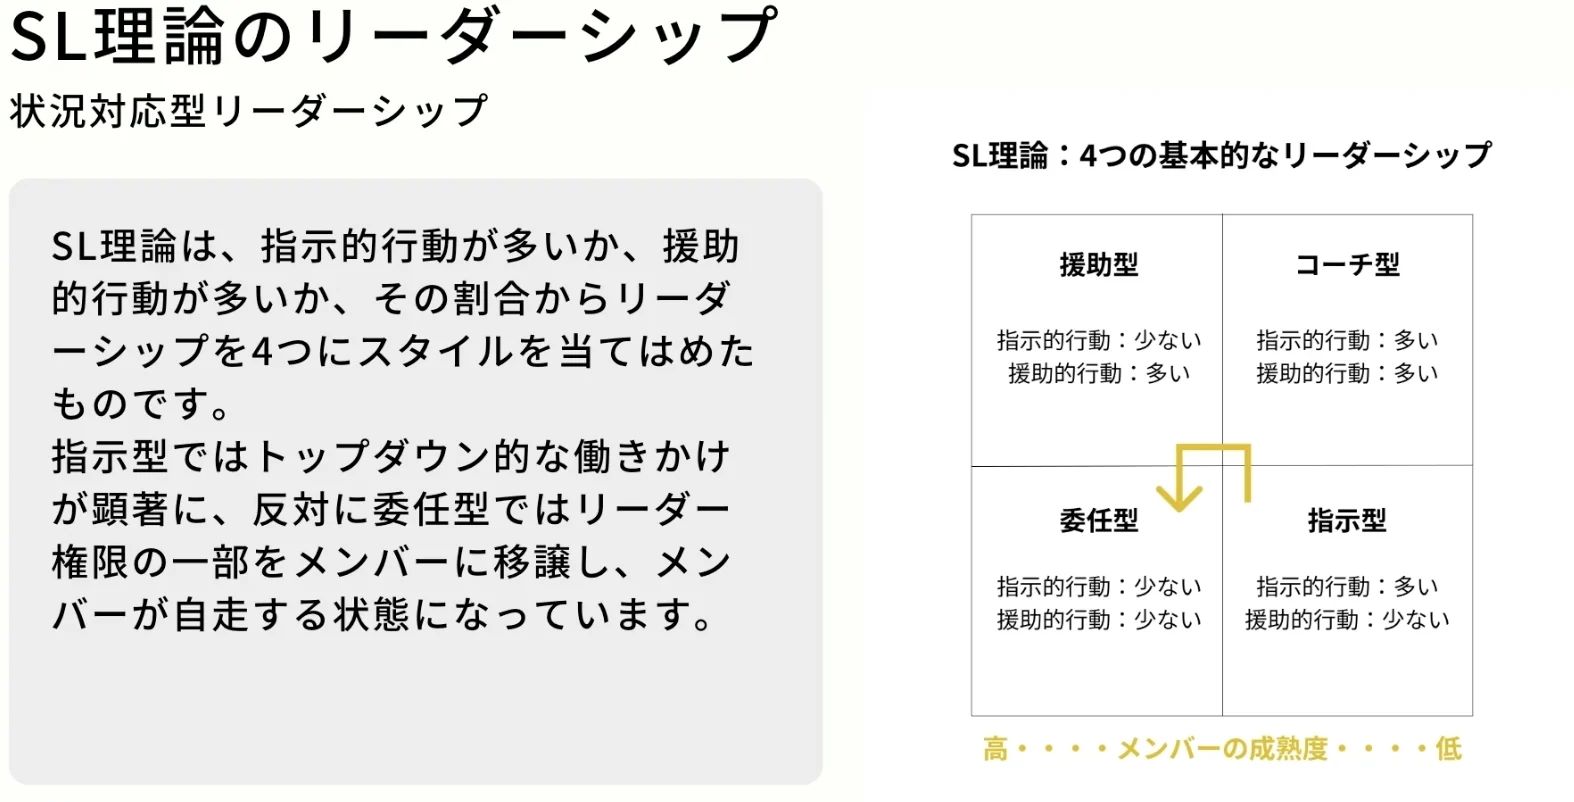 SL理論のリーダーシップ
状況対応型リーダーシップ
SL理論は、指示的行動が多いか、援助
的行動が多いか、その割合からリーダ
ーシップを4つにスタイルを当てはめた
ものです。
指示型ではトップダウン的な働きかけ
が顕著に、反対に委任型ではリーダー
権限の一部をメンバーに移譲し、メン
バーが自走する状態になっています。
SL理論：4つの基本的なリーダーシップ
援助型
指示的行動：少ない
援助的行動：多い
コーチ型
指示的行動：多い
援助的行動：多い
委任型
指示的行動：少ない
援助的行動：少ない
指示型
指示的行動：多い
援助的行動：少ない
高・・・・メンバーの成熟度・・・・低